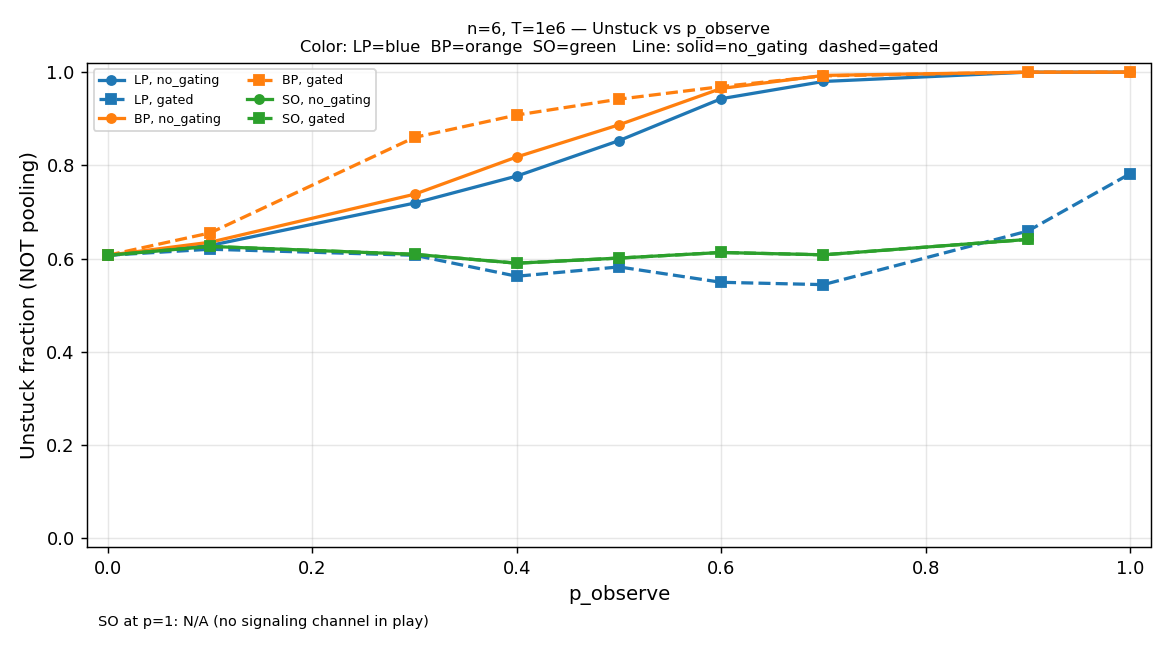 n=6, T=1e6 — Unstuck vs p_observe
Color: LP=blue  BP=orange  SO=green   Line: solid=no_gating  dashed=gated
LP, no_gating
LP, gated
BP, no_gating
BP, gated
SO, no_gating
SO, gated
Unstuck fraction (NOT pooling)
1.0
0.8
0.6
0.4
0.2
0.0
0.0 0.2 0.4 0.6 0.8 1.0
p_observe
SO at p=1: N/A (no signaling channel in play)